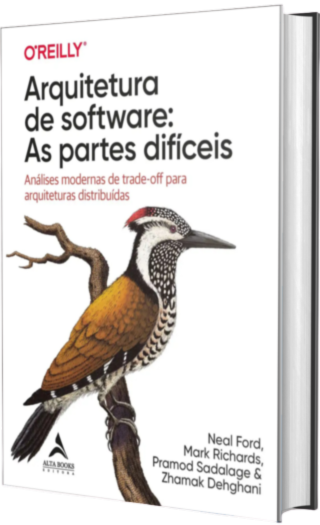 O'REILLY®
Arquitetura
de software:
As partes difíceis
Análises modernas de trade-off para
arquiteturas distribuídas
Neal Ford,
Mark Richards,
Pramod Sadalage &
Zhamak Dehghani
ALTA BOOKS
EDITORA